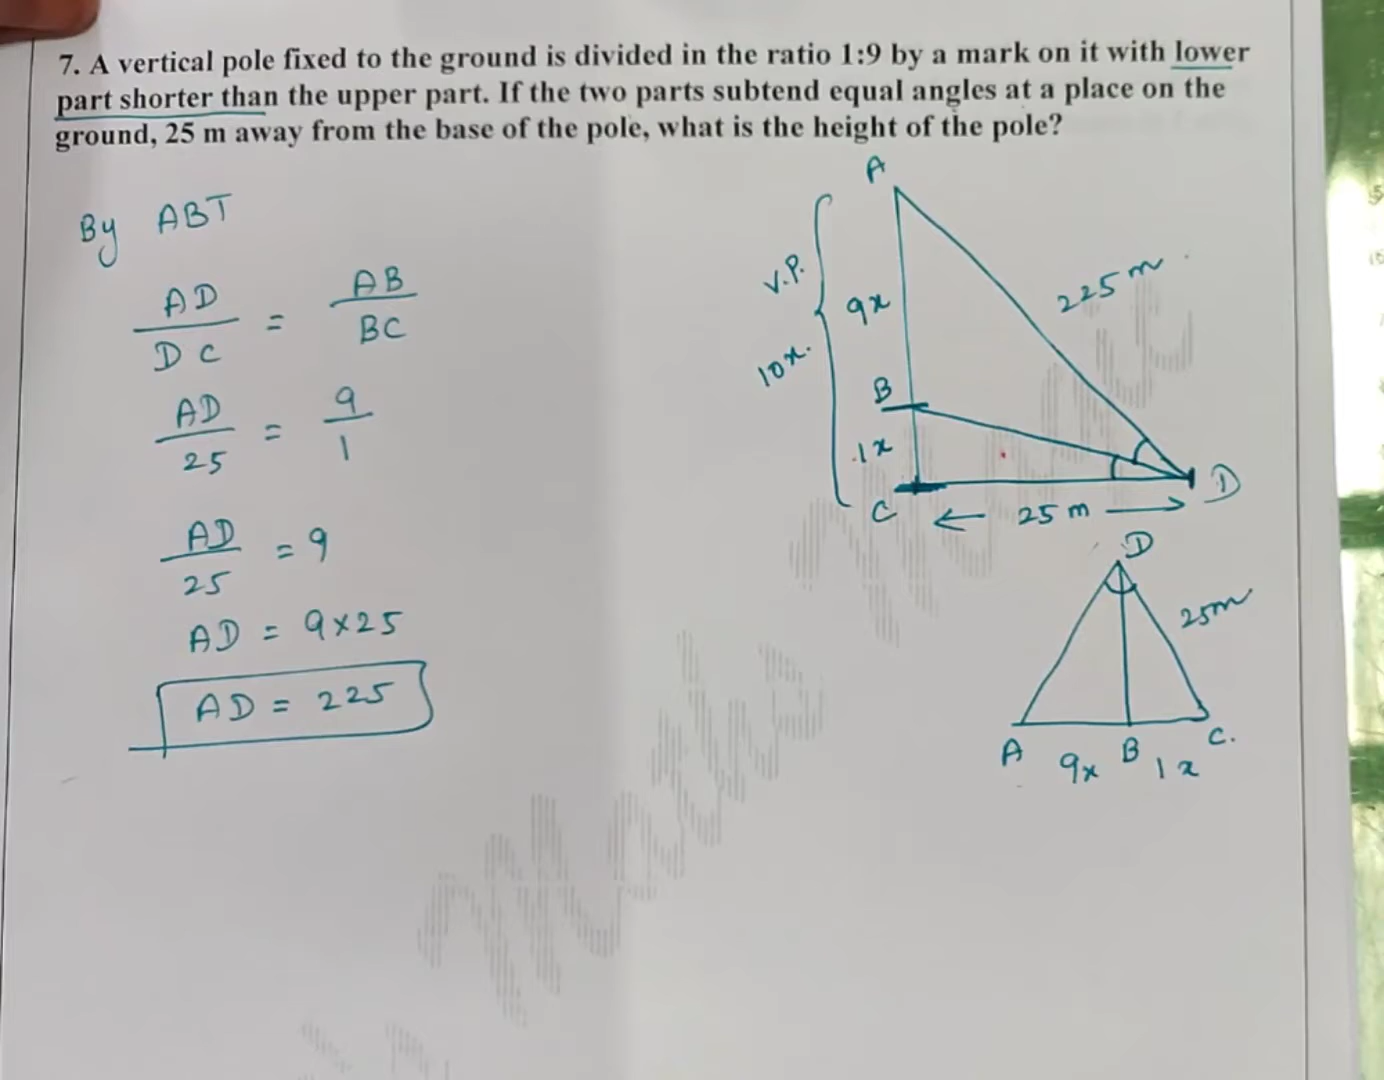 7. A vertical pole fixed to the ground is divided in the ratio 1:9 by a mark on it with lower
part shorter than the upper part. If the two parts subtend equal angles at a place on the
ground, 25 m away from the base of the pole, what is the height of the pole?
By ABT
AD/DC = AB/BC
AD/25 = 9/1
AD/25 = 9
AD = 9×25
AD = 225
A
V.P.
9x
225 m
10x.
B
1x
C
25 m
D
D
25m
A
9x
B
1x
C.
Maths